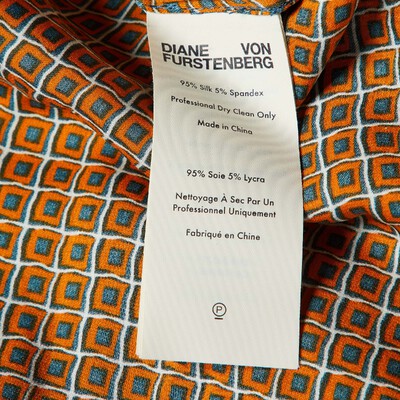 DIANE VON
FURSTENBERG
95% Silk 5% Spandex
Professional Dry Clean Only
Made in China
95% Soie 5% Lycra
Nettoyage À Sec Par Un
Professionnel Uniquement
Fabriqué en Chine
P